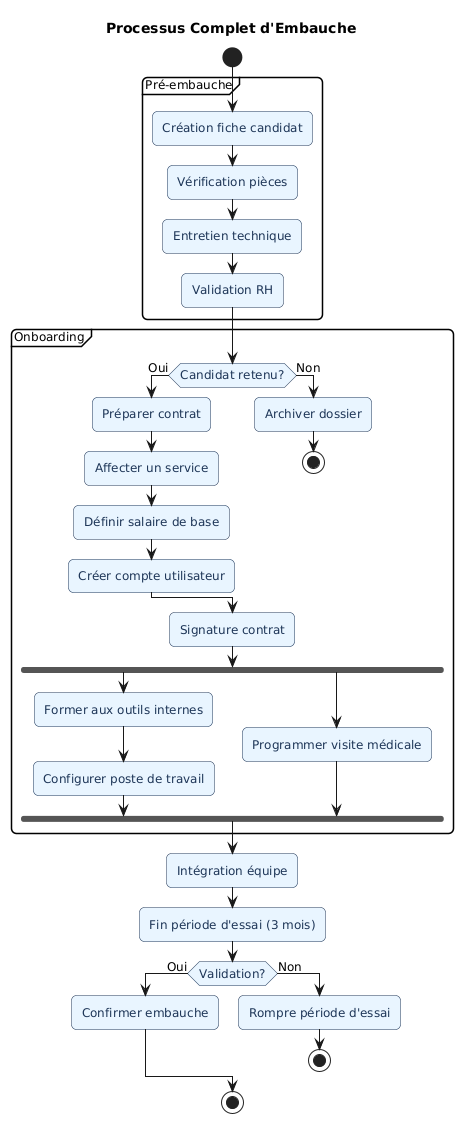 Processus Complet d'Embauche
Pré-embauche
Création fiche candidat
Vérification pièces
Entretien technique
Validation RH
Onboarding
Candidat retenu?
Oui
Non
Préparer contrat
Archiver dossier
Affecter un service
Définir salaire de base
Créer compte utilisateur
Signature contrat
Former aux outils internes
Programmer visite médicale
Configurer poste de travail
Intégration équipe
Fin période d'essai (3 mois)
Validation?
Oui
Non
Confirmer embauche
Rompre période d'essai